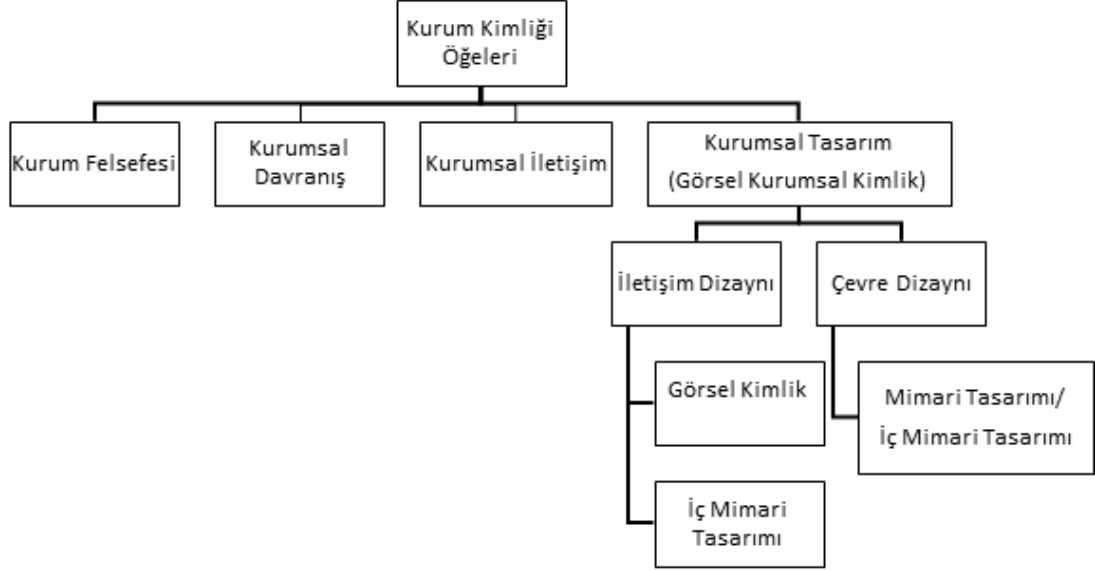 Kurum Kimliği
Öğeleri
Kurum Felsefesi
Kurumsal
Davranış
Kurumsal İletişim
Kurumsal Tasarım
(Görsel Kurumsal Kimlik)
İletişim Dizaynı
Çevre Dizaynı
Görsel Kimlik
Mimari Tasarımı/
İç Mimari Tasarımı
İç Mimari
Tasarımı